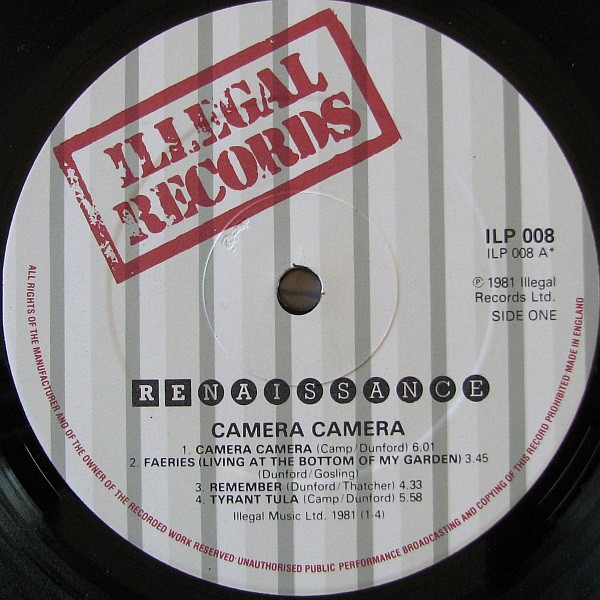 ILLEGAL
RECORDS
ILP 008
ILP 008 A*
℗ 1981 Illegal
Records Ltd.
SIDE ONE
RENAISSANCE
CAMERA CAMERA
1. CAMERA CAMERA (Camp/Dunford) 6.01
2. FAERIES (LIVING AT THE BOTTOM OF MY GARDEN) 3.45
(Dunford/Gosling)
3. REMEMBER (Dunford/Thatcher) 4.33
4. TYRANT TULA (Camp/Dunford) 5.58
Illegal Music Ltd. 1981 (1-4)
ALL RIGHTS OF THE MANUFACTURER AND OF THE OWNER OF THE RECORDED WORK RESERVED·UNAUTHORISED PUBLIC PERFORMANCE BROADCASTING AND COPYING OF THIS RECORD PROHIBITED MADE IN ENGLAND